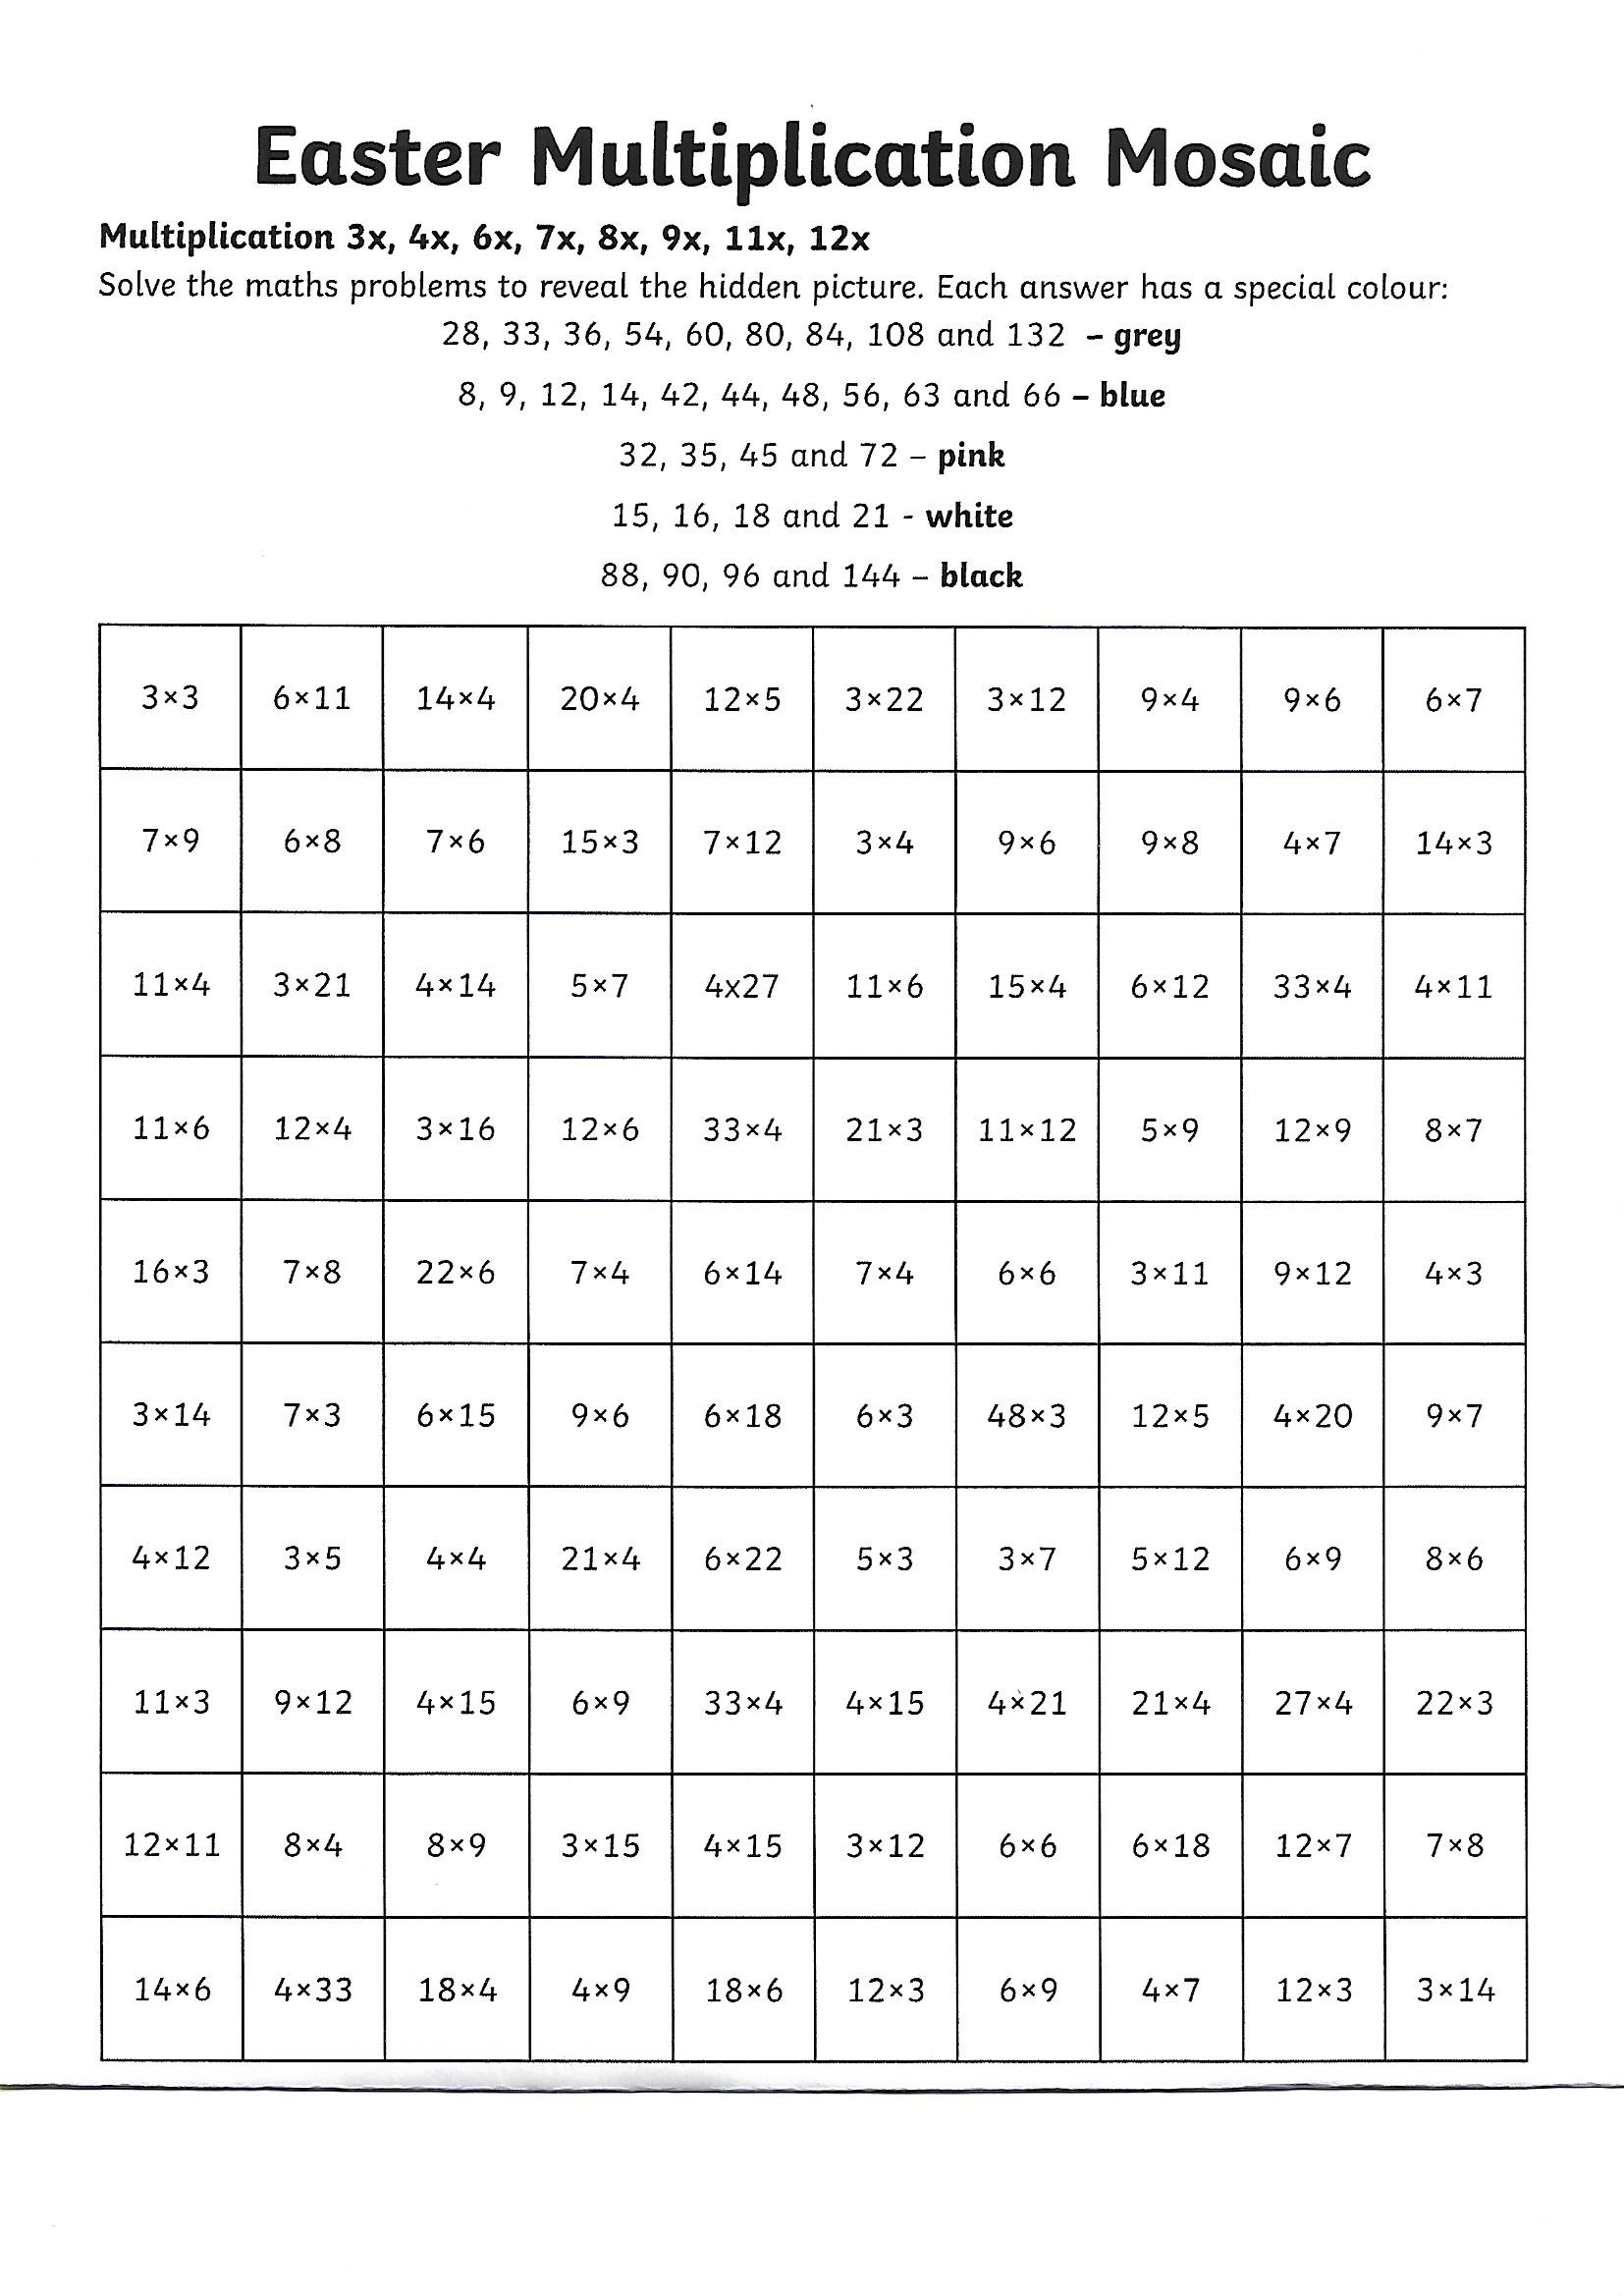 Easter Multiplication Mosaic
Multiplication 3x, 4x, 6x, 7x, 8x, 9x, 11x, 12x
Solve the maths problems to reveal the hidden picture. Each answer has a special colour:
28, 33, 36, 54, 60, 80, 84, 108 and 132 – grey
8, 9, 12, 14, 42, 44, 48, 56, 63 and 66 – blue
32, 35, 45 and 72 – pink
15, 16, 18 and 21 - white
88, 90, 96 and 144 – black
3×3 6×11 14×4 20×4 12×5 3×22 3×12 9×4 9×6 6×7
7×9 6×8 7×6 15×3 7×12 3×4 9×6 9×8 4×7 14×3
11×4 3×21 4×14 5×7 4x27 11×6 15×4 6×12 33×4 4×11
11×6 12×4 3×16 12×6 33×4 21×3 11×12 5×9 12×9 8×7
16×3 7×8 22×6 7×4 6×14 7×4 6×6 3×11 9×12 4×3
3×14 7×3 6×15 9×6 6×18 6×3 48×3 12×5 4×20 9×7
4×12 3×5 4×4 21×4 6×22 5×3 3×7 5×12 6×9 8×6
11×3 9×12 4×15 6×9 33×4 4×15 4×21 21×4 27×4 22×3
12×11 8×4 8×9 3×15 4×15 3×12 6×6 6×18 12×7 7×8
14×6 4×33 18×4 4×9 18×6 12×3 6×9 4×7 12×3 3×14